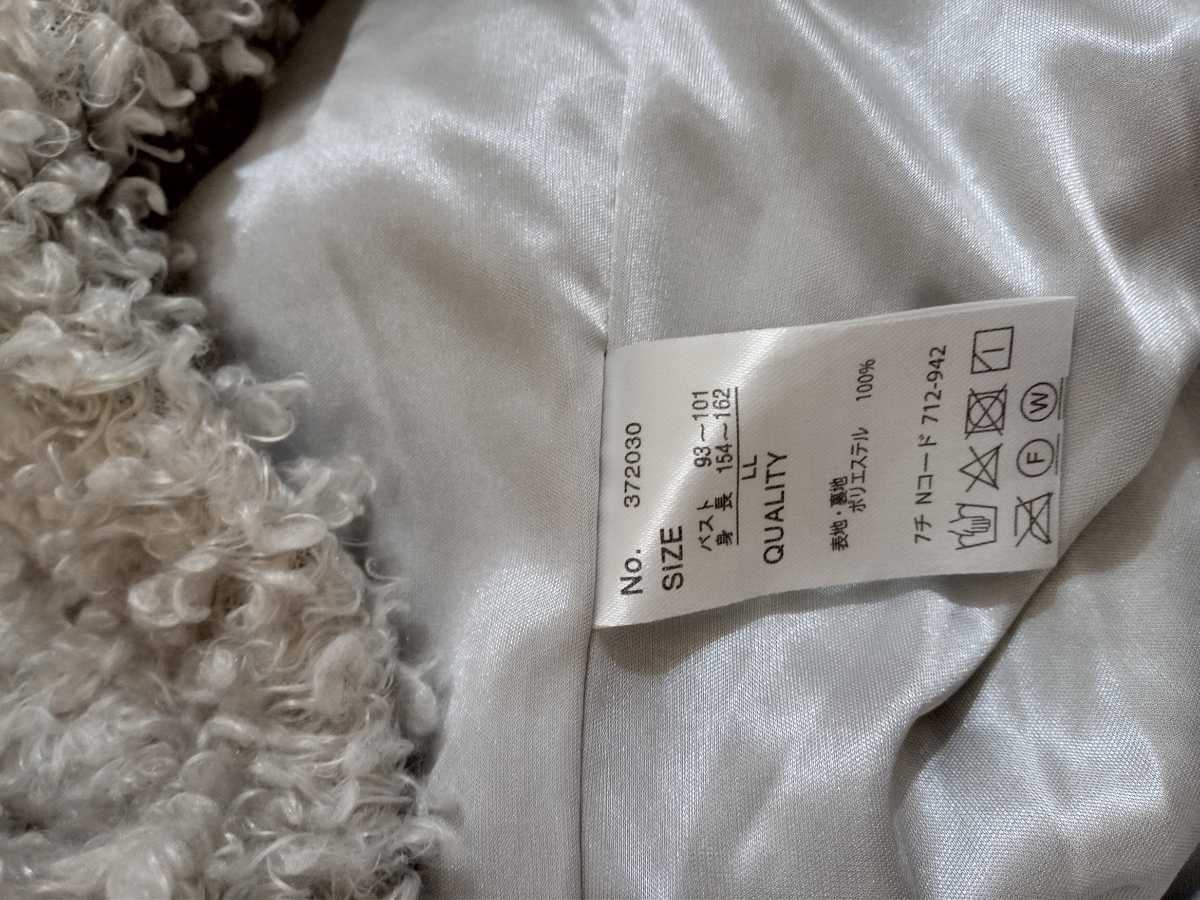 No. 372030
SiZE
バスト 93～101
身 長 154～162
LL
QUALITY
表地・裏地
ポリエステル 100%
7チ Nコード 712-942
F W